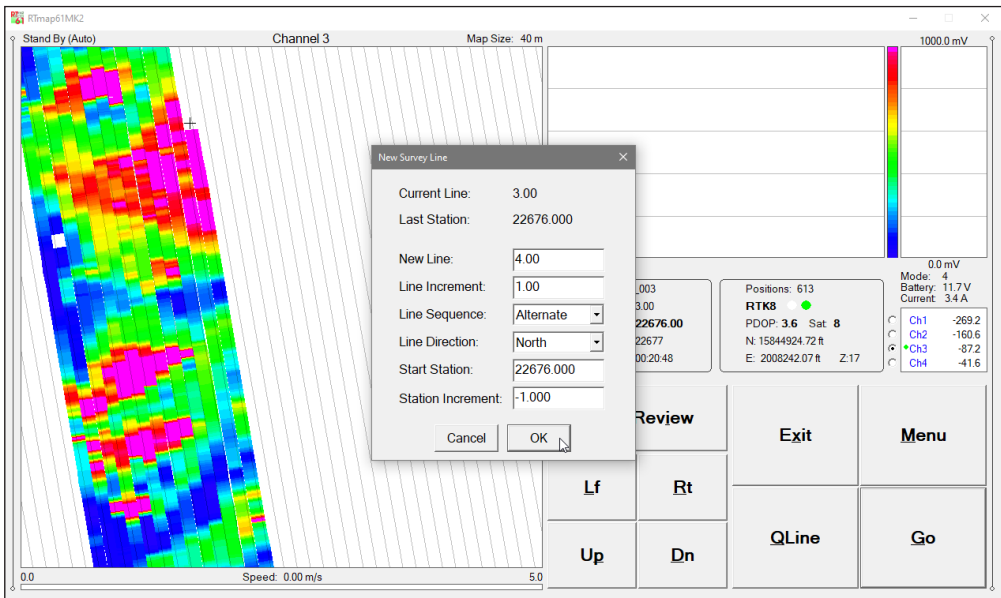 RTmap61MK2
Stand By (Auto) Channel 3 Map Size: 40 m
1000.0 mV
New Survey Line
Current Line: 3.00
Last Station: 22676.000
New Line: 4.00
Line Increment: 1.00
Line Sequence: Alternate
Line Direction: North
Start Station: 22676.000
Station Increment: -1.000
Cancel OK
0.0 mV
Mode: 4
Battery: 11.7 V
Current: 3.4 A
_003
3.00
22676.00
22677
00:20:48
Positions: 613
RTK8
PDOP: 3.6 Sat 8
N: 15844924.72 ft
E: 2008242.07 ft Z:17
Ch1 -269.2
Ch2 -160.6
Ch3 -87.2
Ch4 -41.6
Review
Exit
Menu
Lf
Rt
Up
Dn
QLine
Go
0.0 Speed: 0.00 m/s 5.0